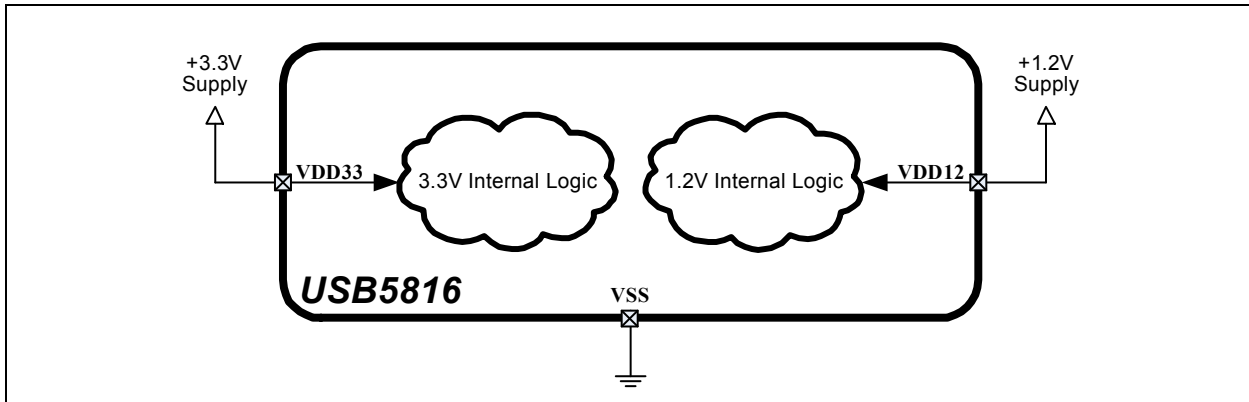 +3.3V
Supply
+1.2V
Supply
VDD33
3.3V Internal Logic
1.2V Internal Logic
VDD12
USB5816
VSS